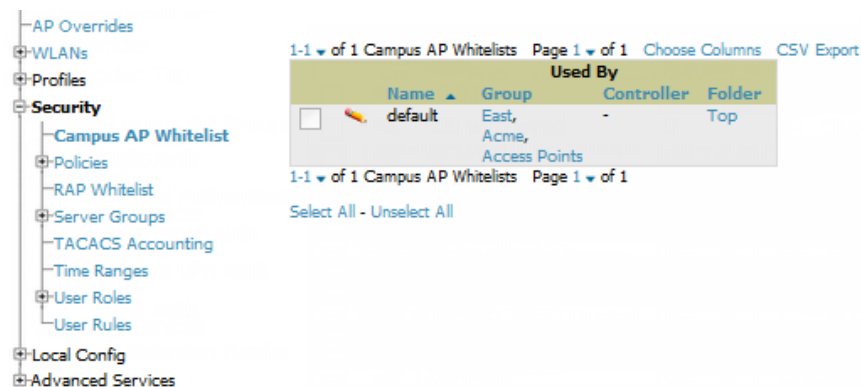 AP Overrides
WLANs
Profiles
Security
Campus AP Whitelist
Policies
RAP Whitelist
Server Groups
TACACS Accounting
Time Ranges
User Roles
User Rules
Local Config
Advanced Services
1-1 of 1 Campus AP Whitelists Page 1 of 1 Choose Columns CSV Export
Used By
Name Group Controller Folder
default East, - Top
Acme,
Access Points
1-1 of 1 Campus AP Whitelists Page 1 of 1
Select All - Unselect All